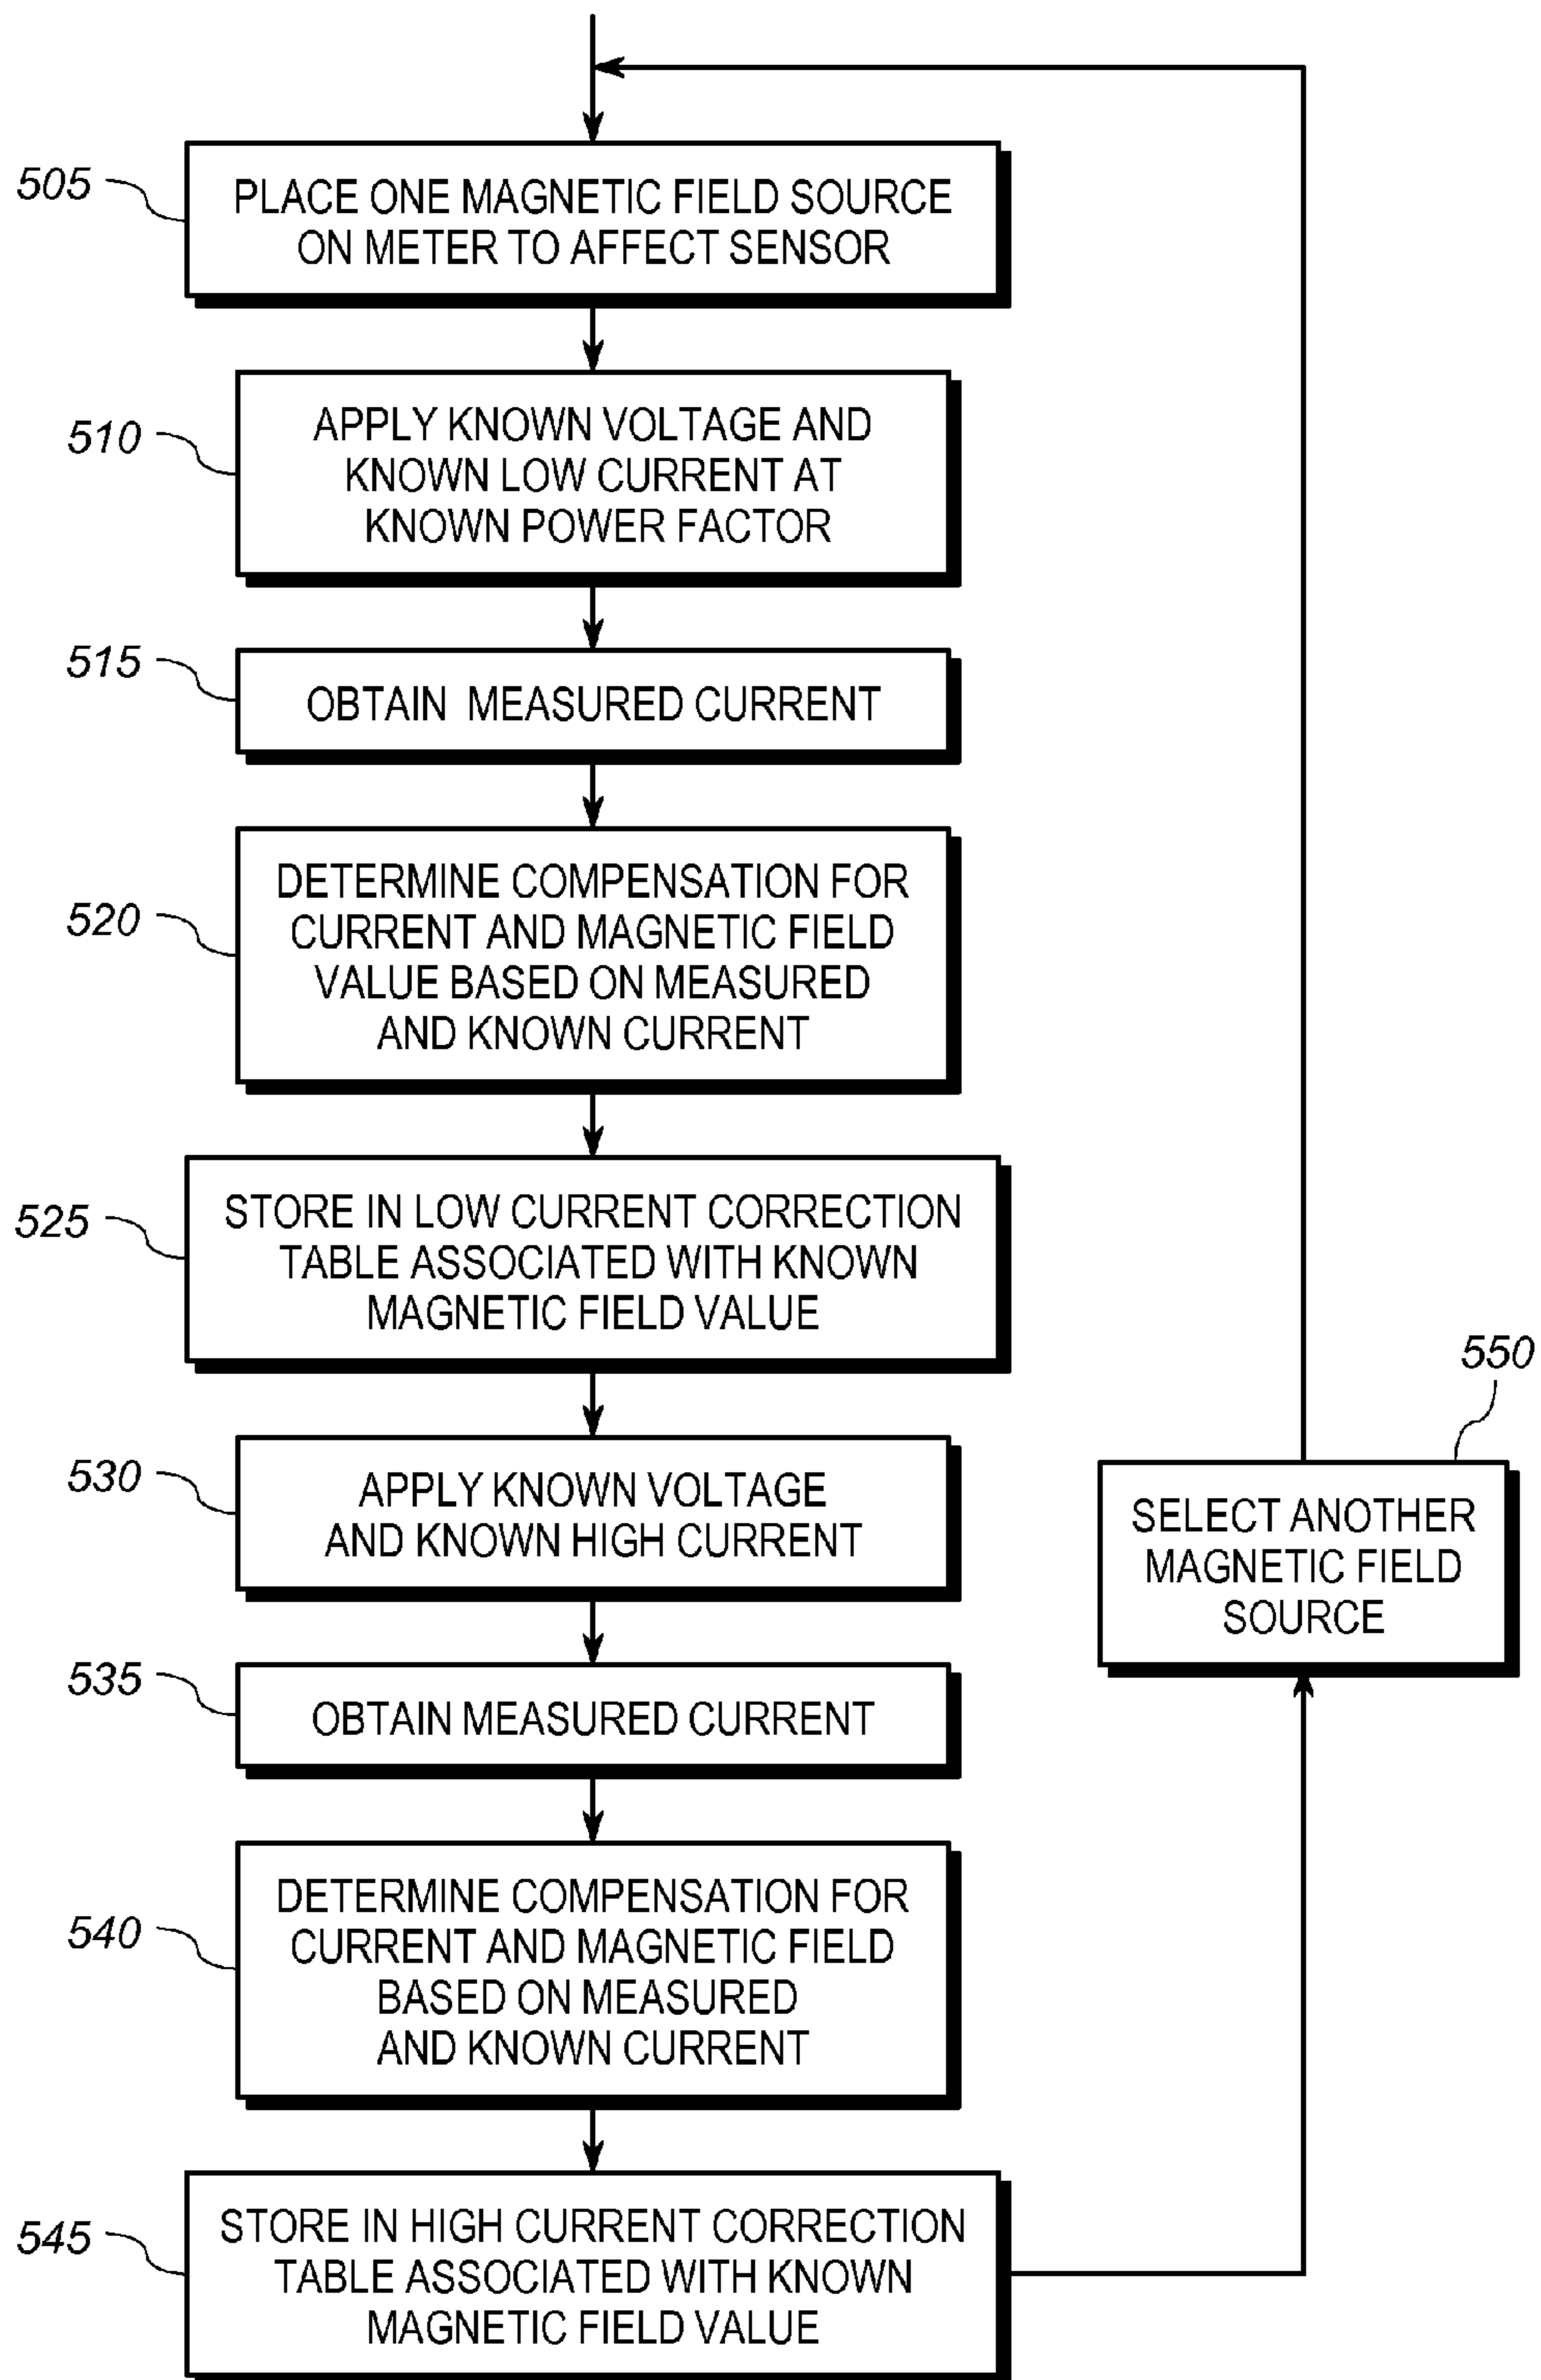 505
PLACE ONE MAGNETIC FIELD SOURCE
ON METER TO AFFECT SENSOR
510
APPLY KNOWN VOLTAGE AND
KNOWN LOW CURRENT AT
KNOWN POWER FACTOR
515
OBTAIN MEASURED CURRENT
520
DETERMINE COMPENSATION FOR
CURRENT AND MAGNETIC FIELD
VALUE BASED ON MEASURED
AND KNOWN CURRENT
525
STORE IN LOW CURRENT CORRECTION
TABLE ASSOCIATED WITH KNOWN
MAGNETIC FIELD VALUE
530
APPLY KNOWN VOLTAGE
AND KNOWN HIGH CURRENT
535
OBTAIN MEASURED CURRENT
540
DETERMINE COMPENSATION FOR
CURRENT AND MAGNETIC FIELD
BASED ON MEASURED
AND KNOWN CURRENT
545
STORE IN HIGH CURRENT CORRECTION
TABLE ASSOCIATED WITH KNOWN
MAGNETIC FIELD VALUE
550
SELECT ANOTHER
MAGNETIC FIELD
SOURCE